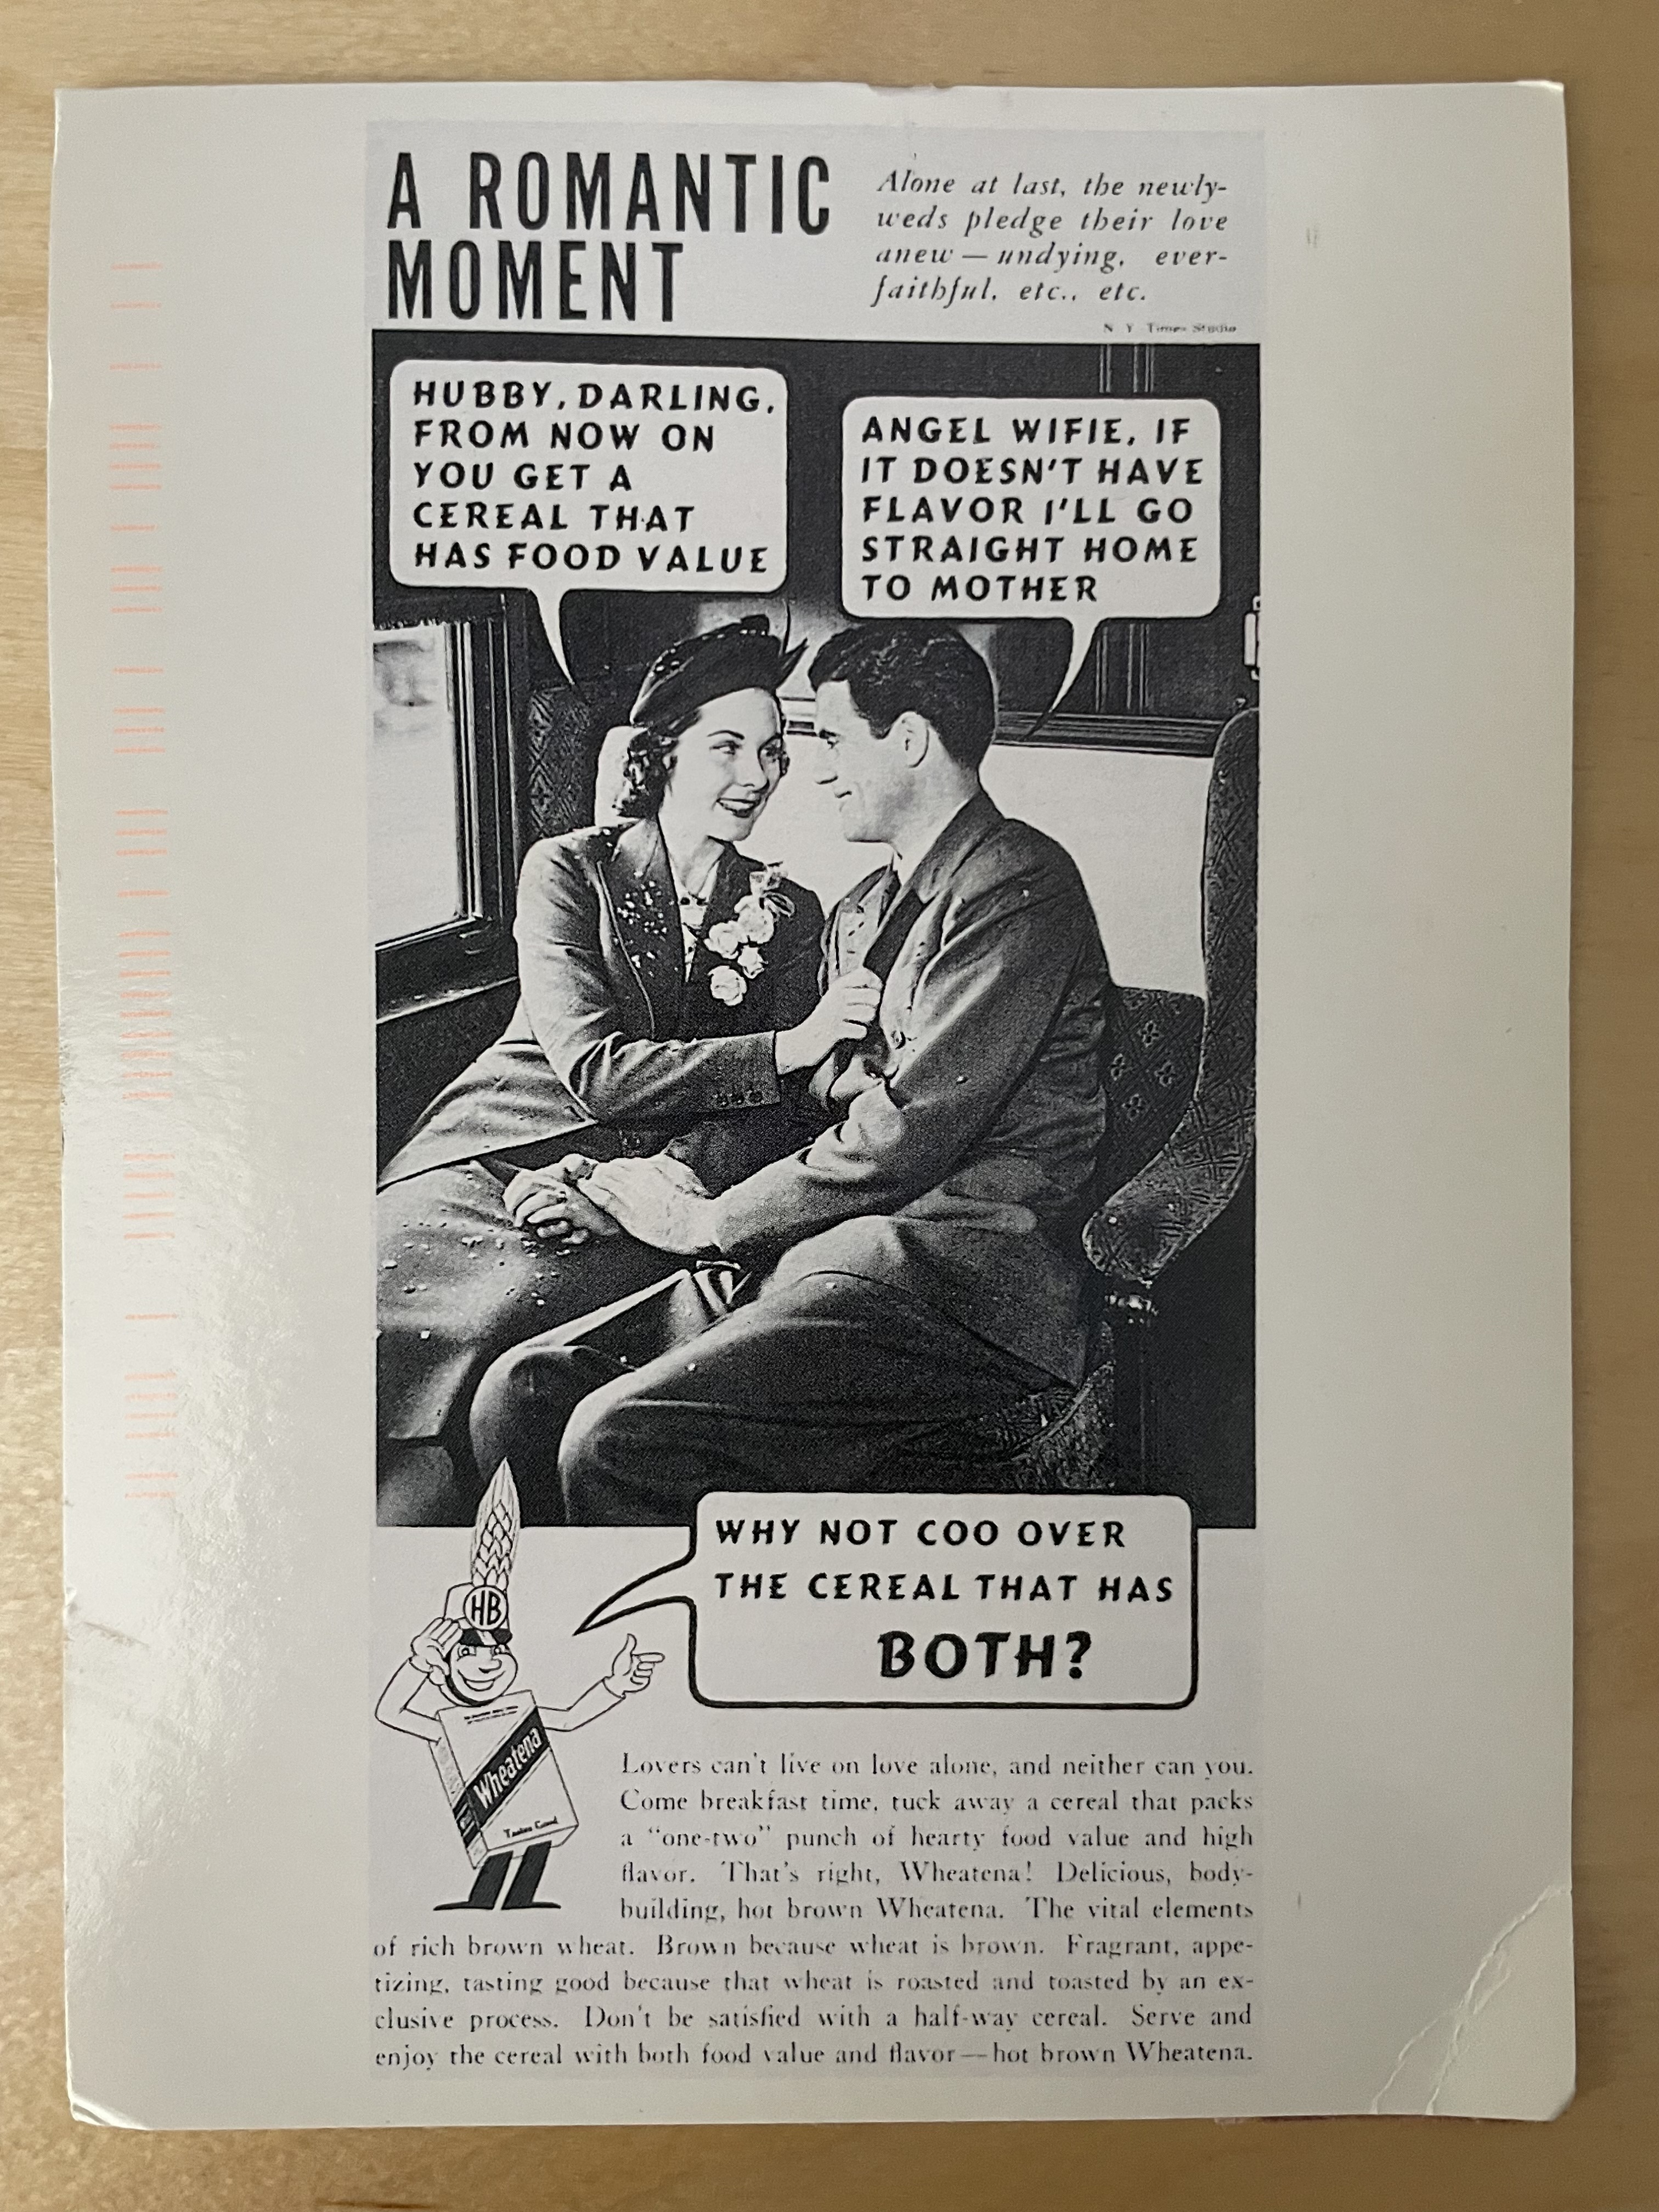 A ROMANTIC
MOMENT
Alone at last, the newly-
weds pledge their love
anew — undying, ever-
faithful, etc., etc.
N. Y. Times Studio
HUBBY, DARLING,
FROM NOW ON
YOU GET A
CEREAL THAT
HAS FOOD VALUE
ANGEL WIFIE, IF
IT DOESN'T HAVE
FLAVOR I'LL GO
STRAIGHT HOME
TO MOTHER
WHY NOT COO OVER
THE CEREAL THAT HAS
BOTH?
HB
Wheatena
Tastes Good
Lovers can't live on love alone, and neither can you.
Come breakfast time, tuck away a cereal that packs
a “one-two” punch of hearty food value and high
flavor. That's right, Wheatena! Delicious, body-
building, hot brown Wheatena. The vital elements
of rich brown wheat. Brown because wheat is brown. Fragrant, appe-
tizing, tasting good because that wheat is roasted and toasted by an ex-
clusive process. Don't be satisfied with a half-way cereal. Serve and
enjoy the cereal with both food value and flavor—hot brown Wheatena.